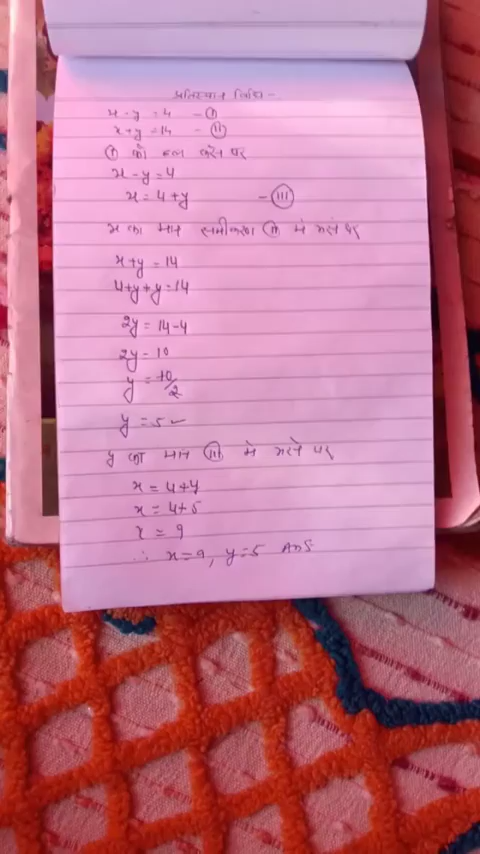 प्रतिस्थापन विधि –
x - y = 4 - (I)
x + y = 14 - (II)
(I) को हल करने पर
x - y = 4
x = 4 + y - (III)
x का मान समीकरण (II) में रखने पर
x + y = 14
4 + y + y = 14
2y = 14 - 4
2y = 10
y = 10/2
y = 5
y का मान (III) में रखने पर
x = 4 + y
x = 4 + 5
x = 9
∴ x = 9, y = 5 Ans